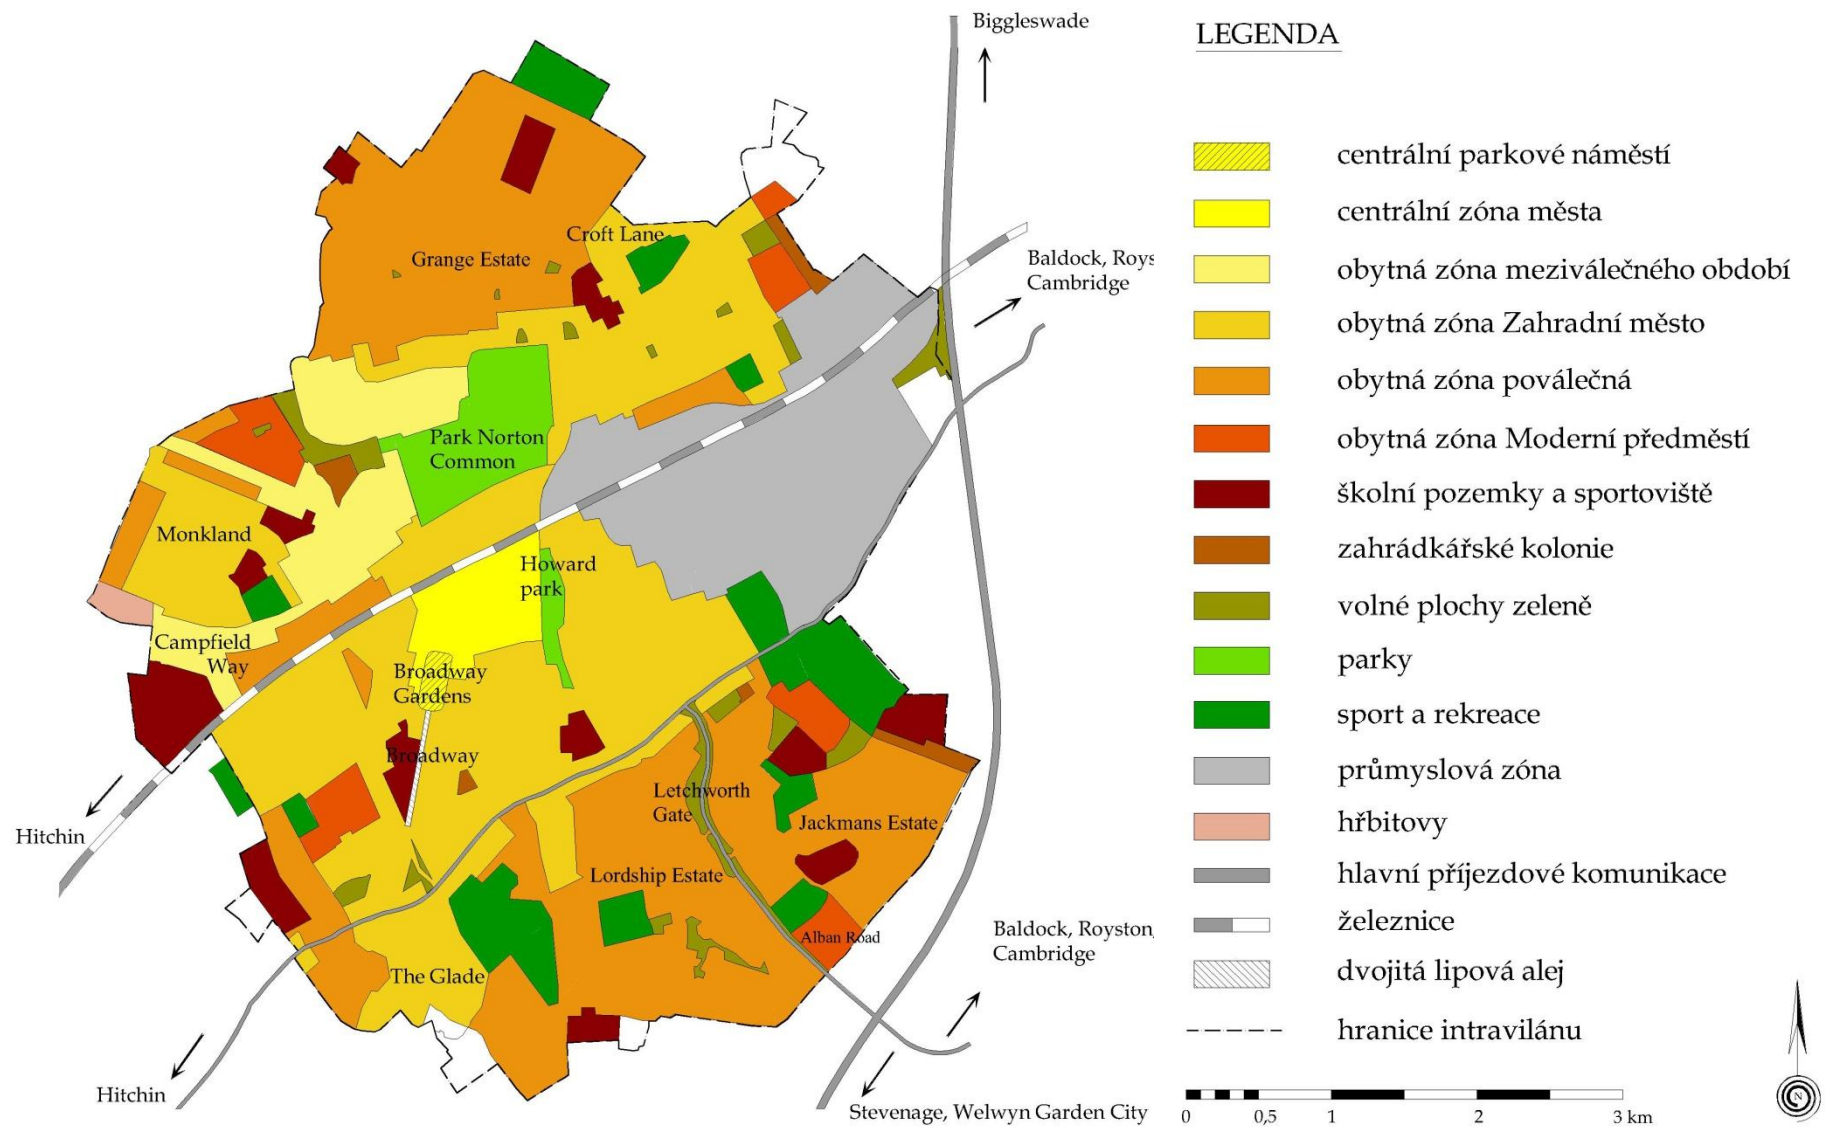 Biggleswade
Croft Lane
Grange Estate
Baldock, Roys
Cambridge
Park Norton
Common
Monkland
Howard
park
Campfield
Way
Broadway
Gardens
Broadway
Letchworth
Gate
Jackmans Estate
Hitchin
Lordship Estate
Alban Road
Baldock, Royston,
Cambridge
The Glade
Hitchin
Stevenage, Welwyn Garden City
LEGENDA
centrální parkové náměstí
centrální zóna města
obytná zóna meziválečného období
obytná zóna Zahradní město
obytná zóna poválečná
obytná zóna Moderní předměstí
školní pozemky a sportoviště
zahrádkářské kolonie
volné plochy zeleně
parky
sport a rekreace
průmyslová zóna
hřbitovy
hlavní příjezdové komunikace
železnice
dvojitá lipová alej
hranice intravilánu
0 0,5 1 2 3 km
N